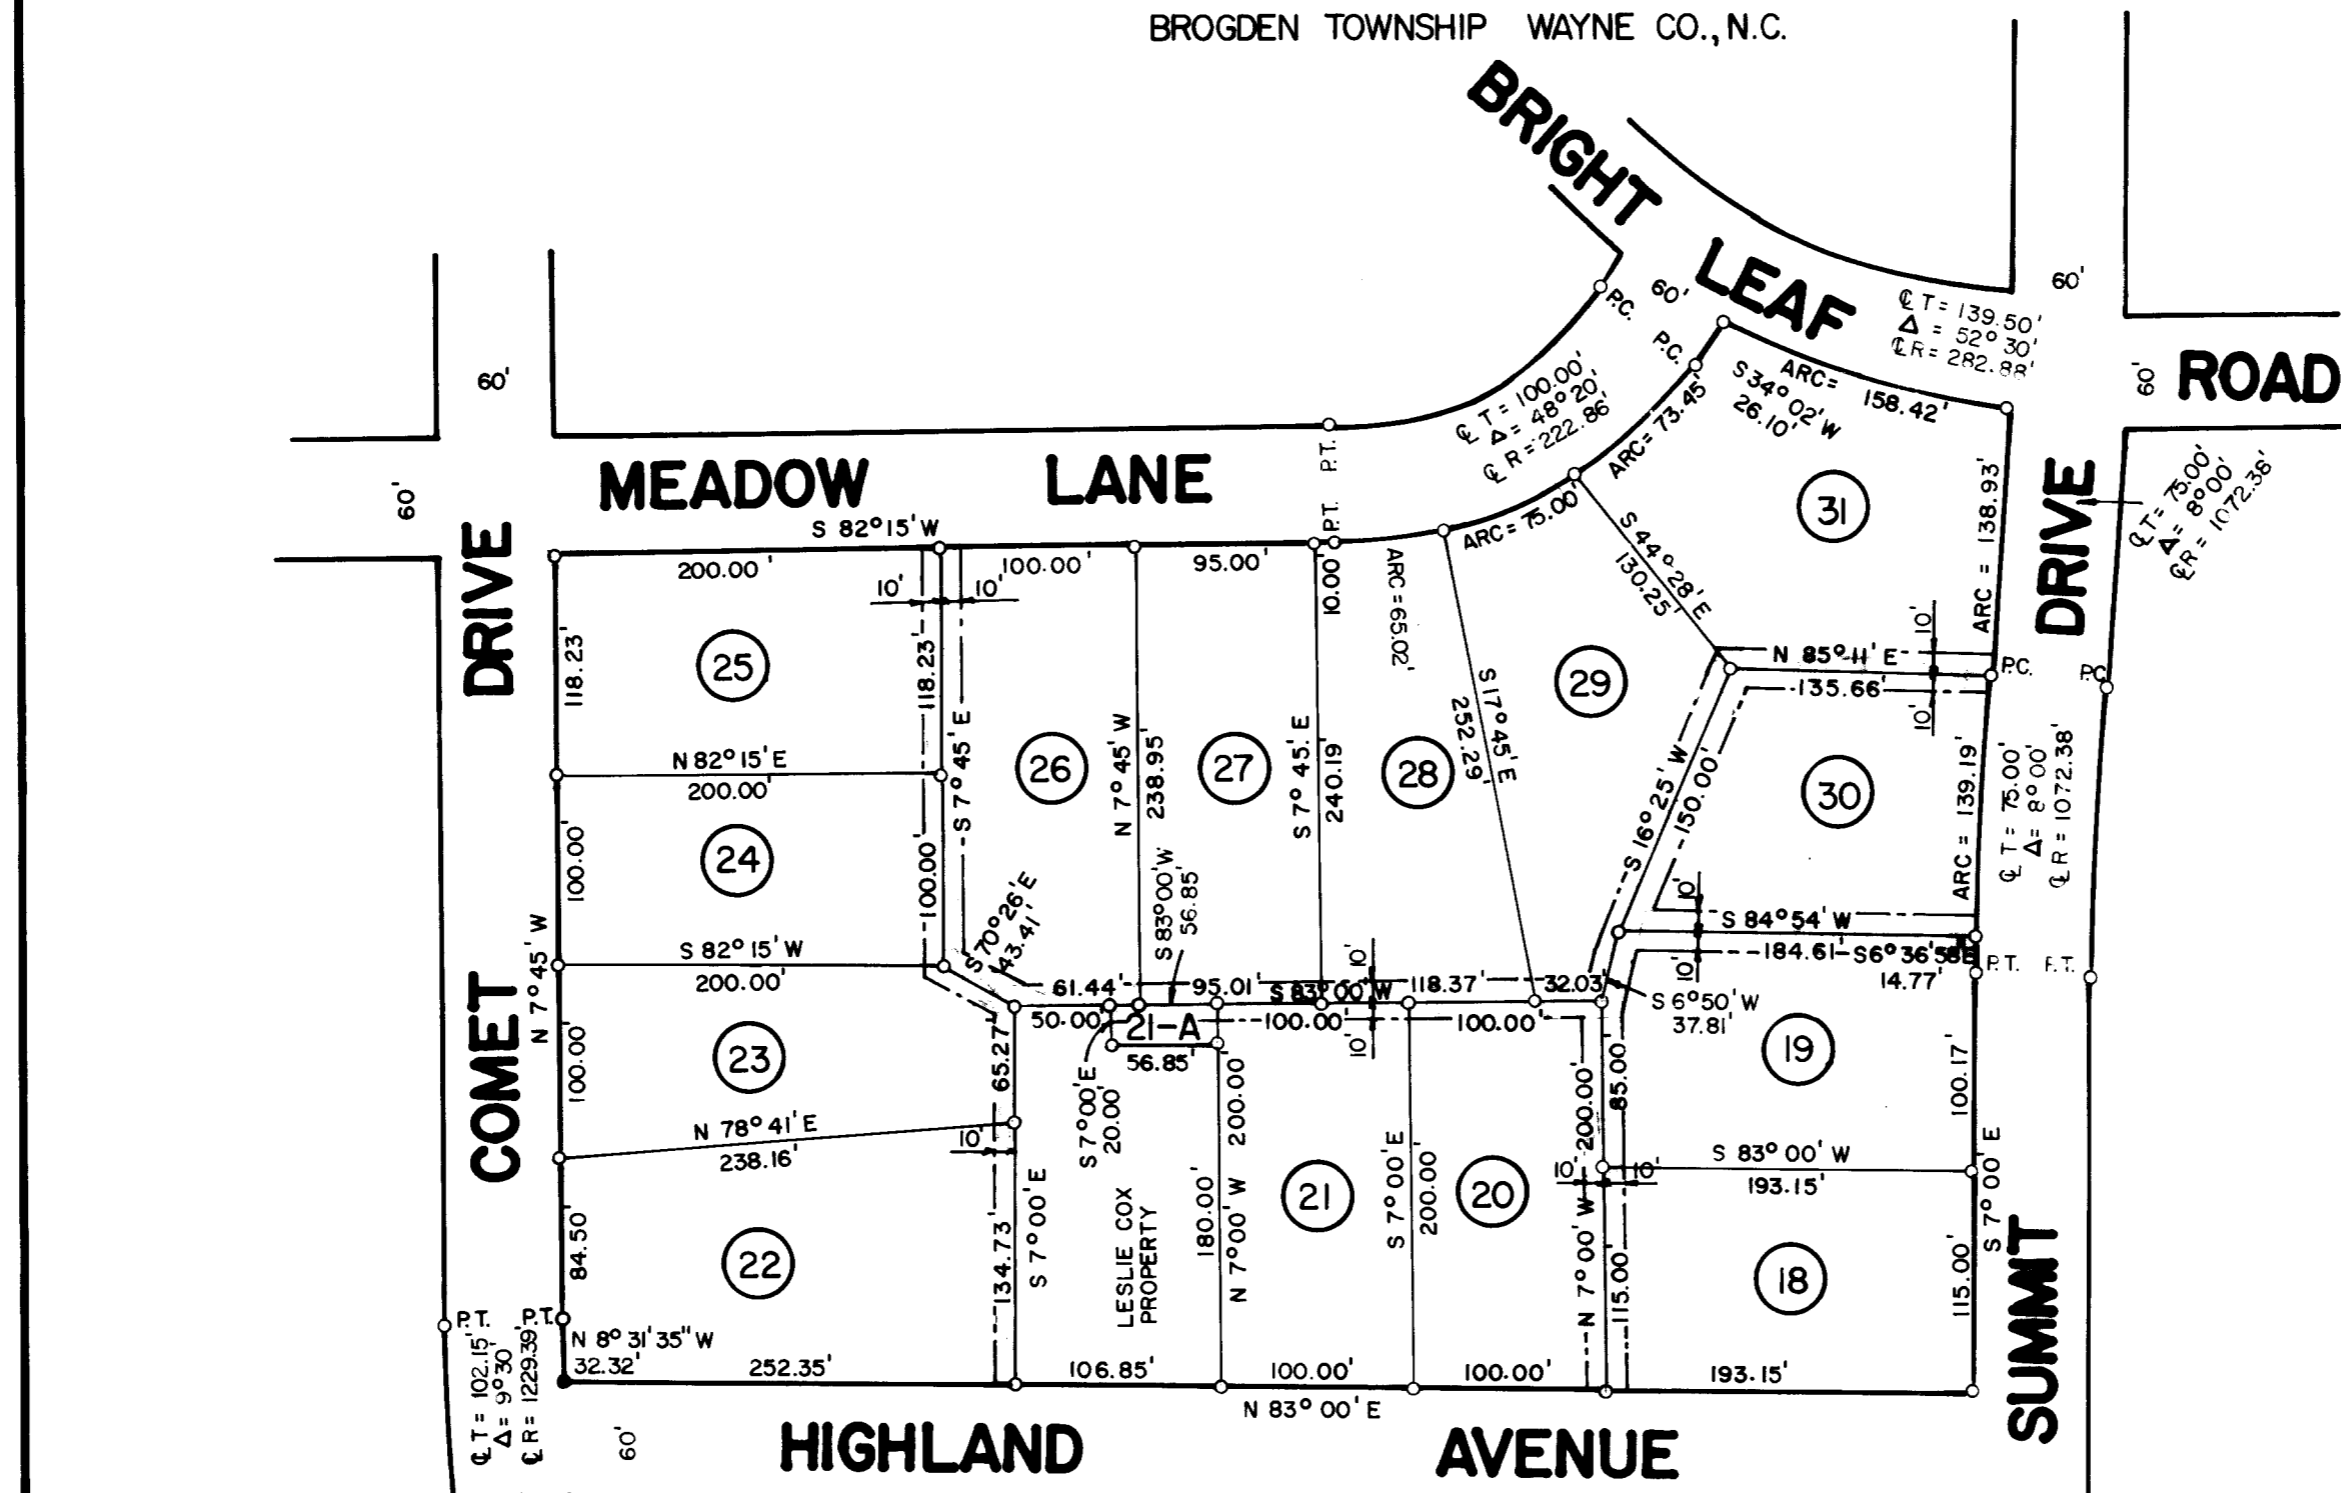 BROGDEN TOWNSHIP WAYNE CO., N.C.
BRIGHT LEAF ROAD
60'
60'
60'
℄ T = 139.50'
Δ = 52° 30'
℄ R = 282.88'
P.C.
P.C.
60'
60'
℄ T = 100.00'
Δ = 48° 20'
℄ R = 222.86'
S 34° 02' W
26.10'
ARC = 158.42'
ARC = 73.45'
ARC = 75.00'
P.T.
P.T.
MEADOW LANE
S 82° 15' W
200.00'
100.00'
95.00'
10.00'
ARC = 65.02'
10'
10'
31
S 44° 28' E
130.25'
ARC = 138.93'
DRIVE
℄ T = 75.00'
Δ = 8° 00'
℄ R = 1072.38'
DRIVE
118.23'
25
118.23'
S 7° 45' E
26
N 7° 45' W
238.95'
27
S 7° 45' E
240.19'
28
S 17° 45' E
252.29'
29
N 85° 11' E
135.66'
10'
10'
P.C.
P.C.
N 82° 15' E
200.00'
S 16° 25' W
150.00'
30
ARC = 139.19'
℄ T = 75.00'
Δ = 8° 00'
℄ R = 1072.38'
100.00'
24
100.00'
S 70° 26' E
43.41'
S 83° 00' W
56.85'
S 82° 15' W
200.00'
N 7° 45' W
10'
10'
S 84° 54' W
184.61'
S 6° 36' 58" E
14.77'
P.T.
P.T.
61.44'
95.01'
S 83° 00' W
118.37'
32.03'
10'
10'
S 6° 50' W
37.81'
50.00'
21-A
100.00'
100.00'
56.85'
COMET
100.00'
23
65.27'
S 7° 00' E
20.00'
200.00'
85.00'
19
100.17'
N 78° 41' E
238.16'
10'
200.00'
10'
10'
S 83° 00' W
193.15'
S 7° 00' E
84.50'
22
134.73'
S 7° 00' E
LESLIE COX
PROPERTY
180.00'
N 7° 00' W
21
S 7° 00' E
200.00'
20
N 7° 00' W
115.00'
18
115.00'
SUMMIT
P.T.
P.T.
N 8° 31' 35" W
32.32'
252.35'
106.85'
100.00'
100.00'
193.15'
N 83° 00' E
℄ T = 102.15'
Δ = 9° 30'
℄ R = 1229.39'
60'
HIGHLAND AVENUE